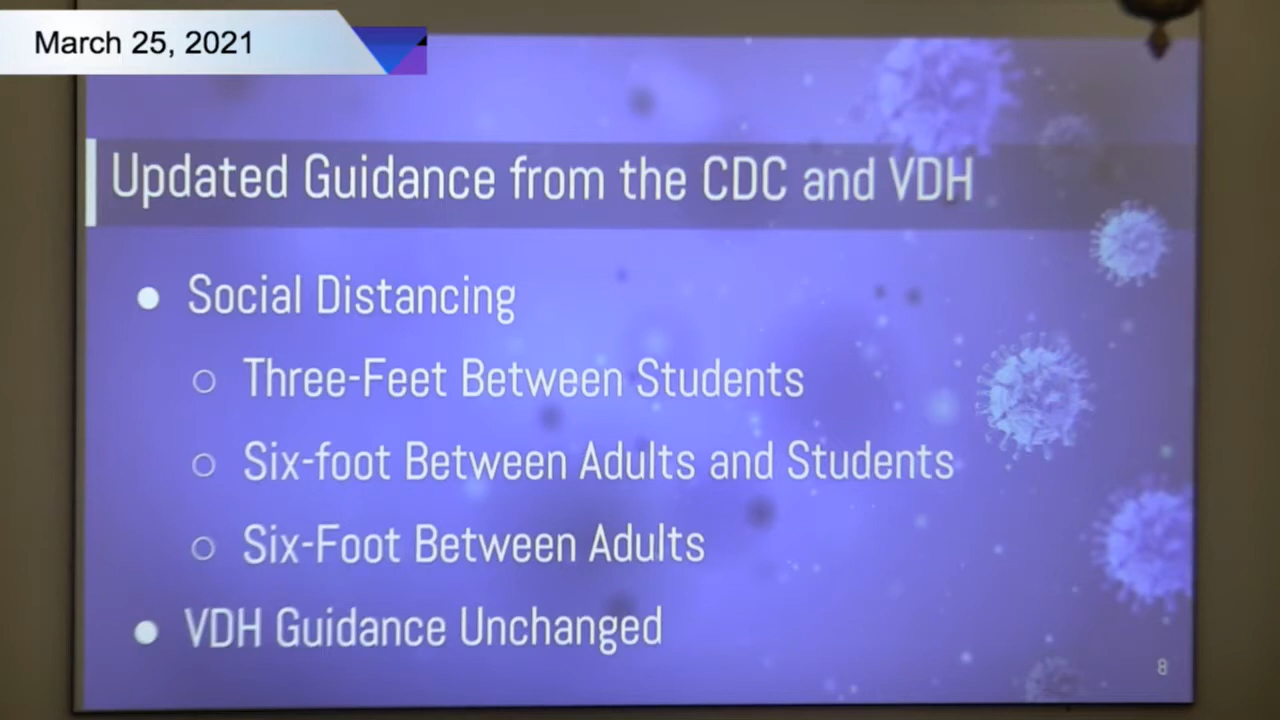 March 25, 2021
Updated Guidance from the CDC and VDH
● Social Distancing
○ Three-Feet Between Students
○ Six-foot Between Adults and Students
○ Six-Foot Between Adults
● VDH Guidance Unchanged
8